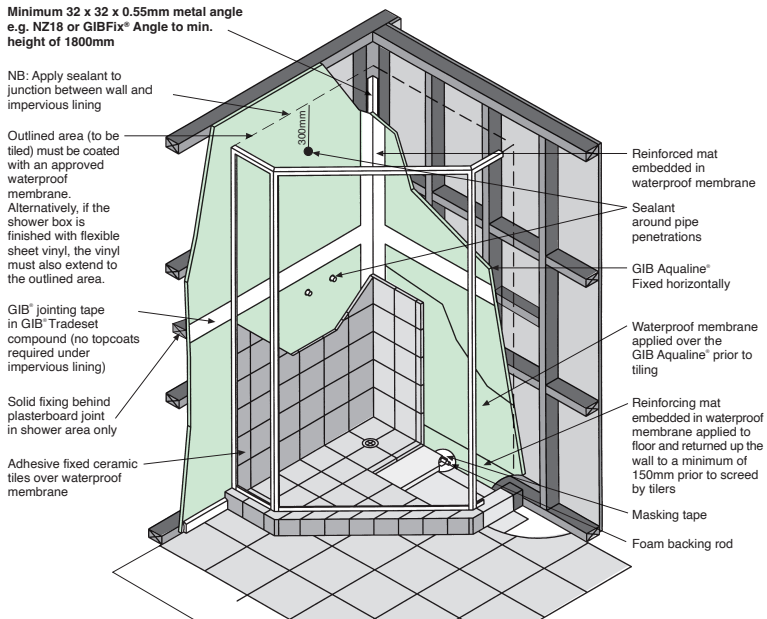 Minimum 32 x 32 x 0.55mm metal angle
e.g. NZ18 or GIBFix® Angle to min.
height of 1800mm
NB: Apply sealant to
junction between wall and
impervious lining
Outlined area (to be
tiled) must be coated
with an approved
waterproof
membrane.
Alternatively, if the
shower box is
finished with flexible
sheet vinyl, the vinyl
must also extend to
the outlined area.
GIB® jointing tape
in GIB® Tradeset
compound (no topcoats
required under
impervious lining)
Solid fixing behind
plasterboard joint
in shower area only
Adhesive fixed ceramic
tiles over waterproof
membrane
300mm
Reinforced mat
embedded in
waterproof membrane
Sealant
around pipe
penetrations
GIB Aqualine®
Fixed horizontally
Waterproof membrane
applied over the
GIB Aqualine® prior to
tiling
Reinforcing mat
embedded in waterproof
membrane applied to
floor and returned up the
wall to a minimum of
150mm prior to screed
by tilers
Masking tape
Foam backing rod